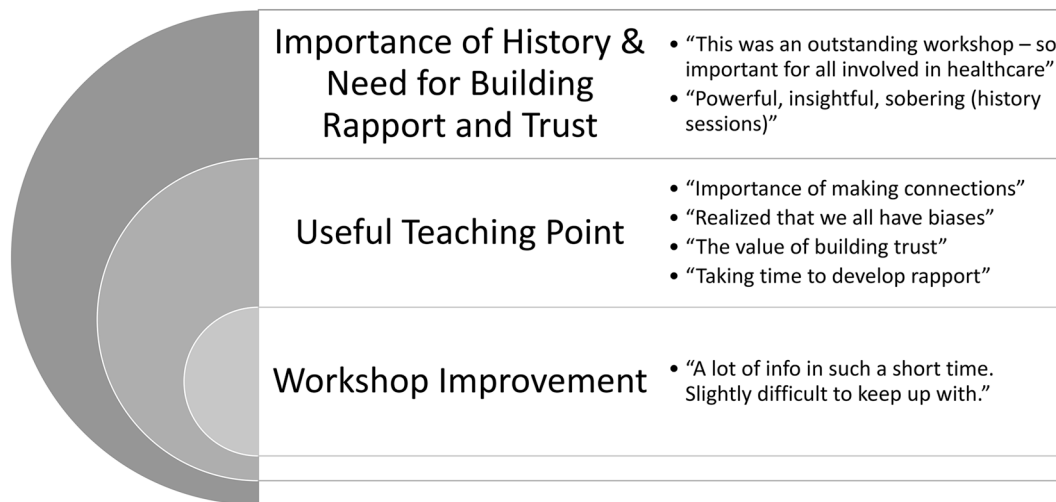 Importance of History &
Need for Building
Rapport and Trust
• “This was an outstanding workshop – so
important for all involved in healthcare”
• “Powerful, insightful, sobering (history
sessions)”
Useful Teaching Point
• “Importance of making connections”
• “Realized that we all have biases”
• “The value of building trust”
• “Taking time to develop rapport”
Workshop Improvement
• “A lot of info in such a short time.
Slightly difficult to keep up with.”